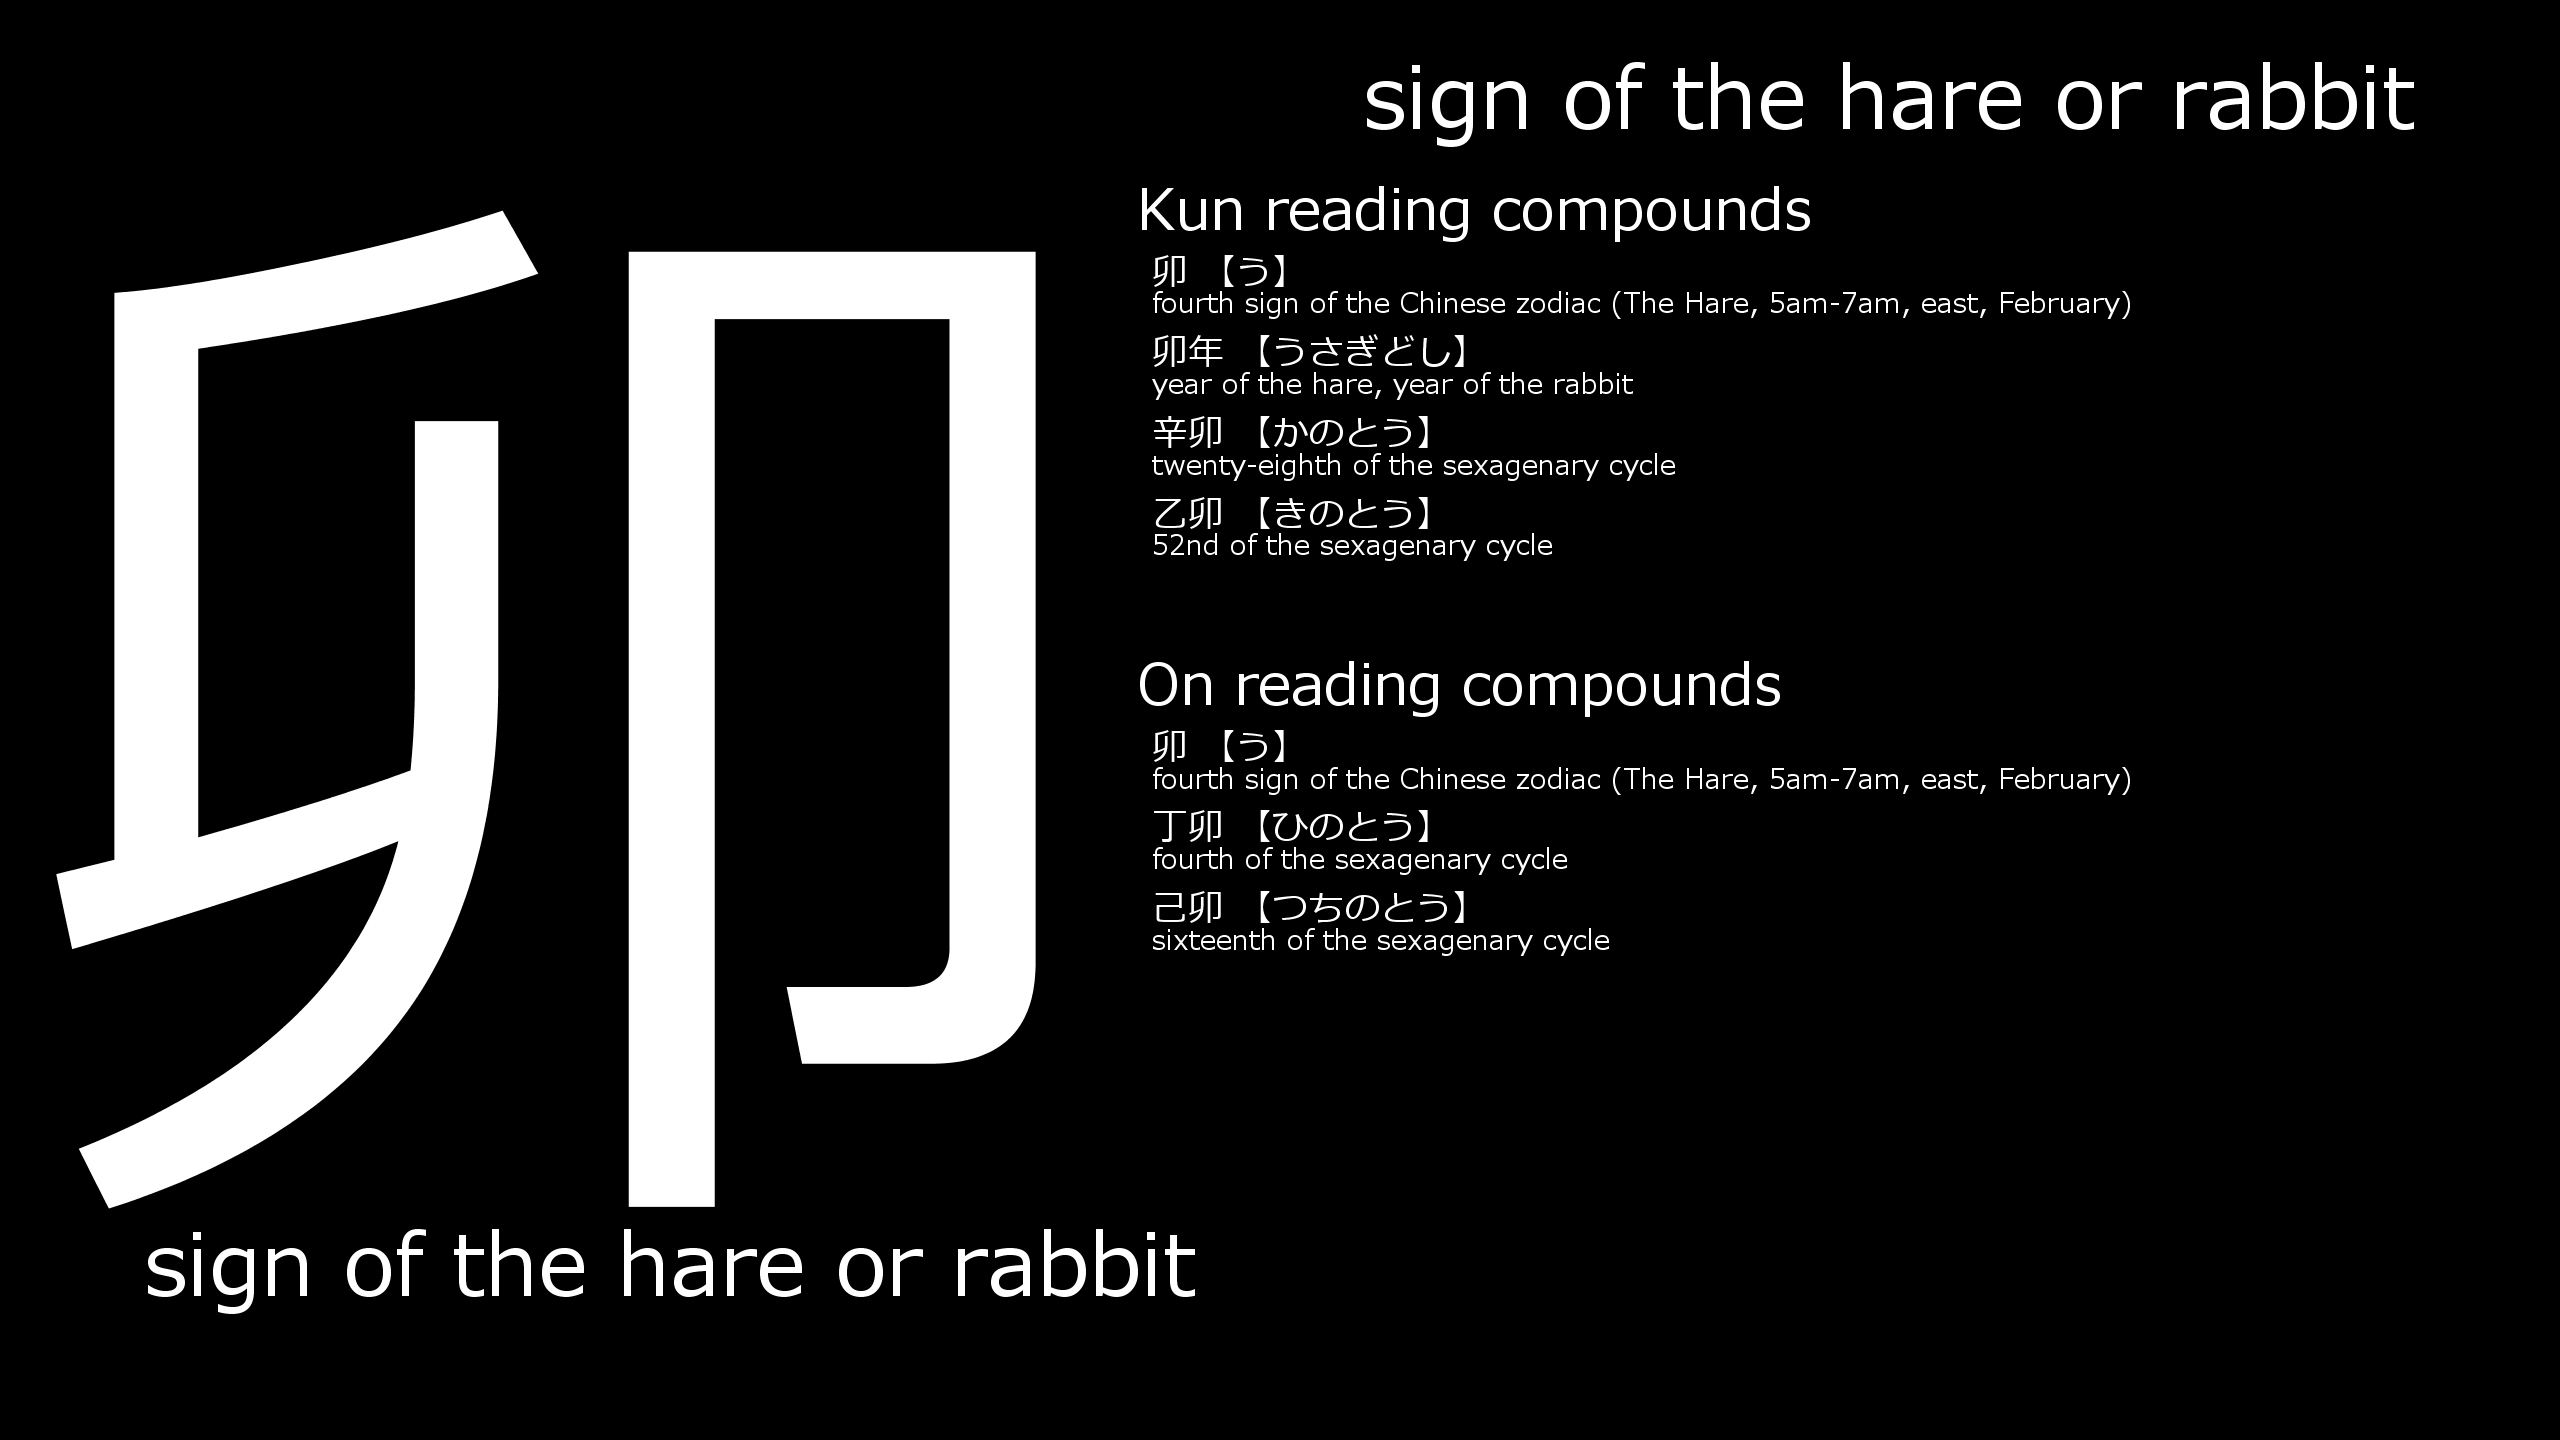 卯
sign of the hare or rabbit
sign of the hare or rabbit
Kun reading compounds
卯 【う】
fourth sign of the Chinese zodiac (The Hare, 5am-7am, east, February)
卯年 【うさぎどし】
year of the hare, year of the rabbit
辛卯 【かのとう】
twenty-eighth of the sexagenary cycle
乙卯 【きのとう】
52nd of the sexagenary cycle
On reading compounds
卯 【う】
fourth sign of the Chinese zodiac (The Hare, 5am-7am, east, February)
丁卯 【ひのとう】
fourth of the sexagenary cycle
己卯 【つちのとう】
sixteenth of the sexagenary cycle